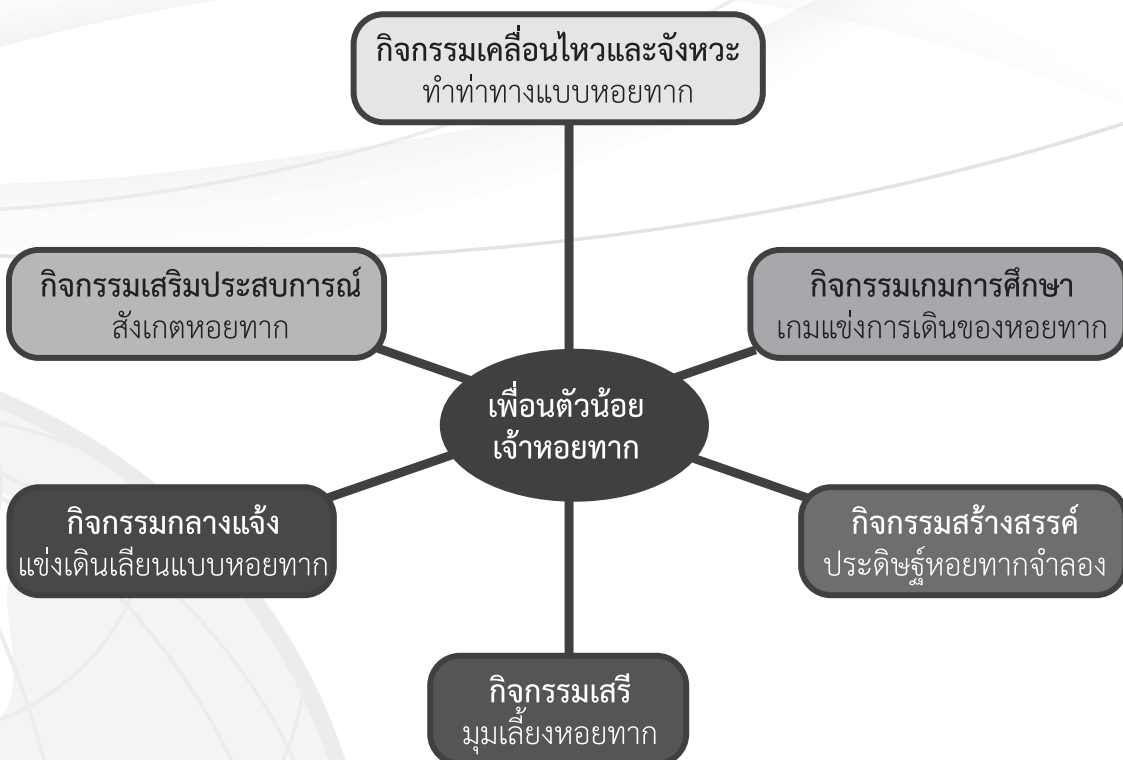 กิจกรรมเคลื่อนไหวและจังหวะ
ทำท่าทางแบบหอยทาก
กิจกรรมเสริมประสบการณ์
สังเกตหอยทาก
กิจกรรมเกมการศึกษา
เกมแข่งการเดินของหอยทาก
เพื่อนตัวน้อย
เจ้าหอยทาก
กิจกรรมกลางแจ้ง
แข่งเดินเลียนแบบหอยทาก
กิจกรรมสร้างสรรค์
ประดิษฐ์หอยทากจำลอง
กิจกรรมเสรี
มุมเลี้ยงหอยทาก